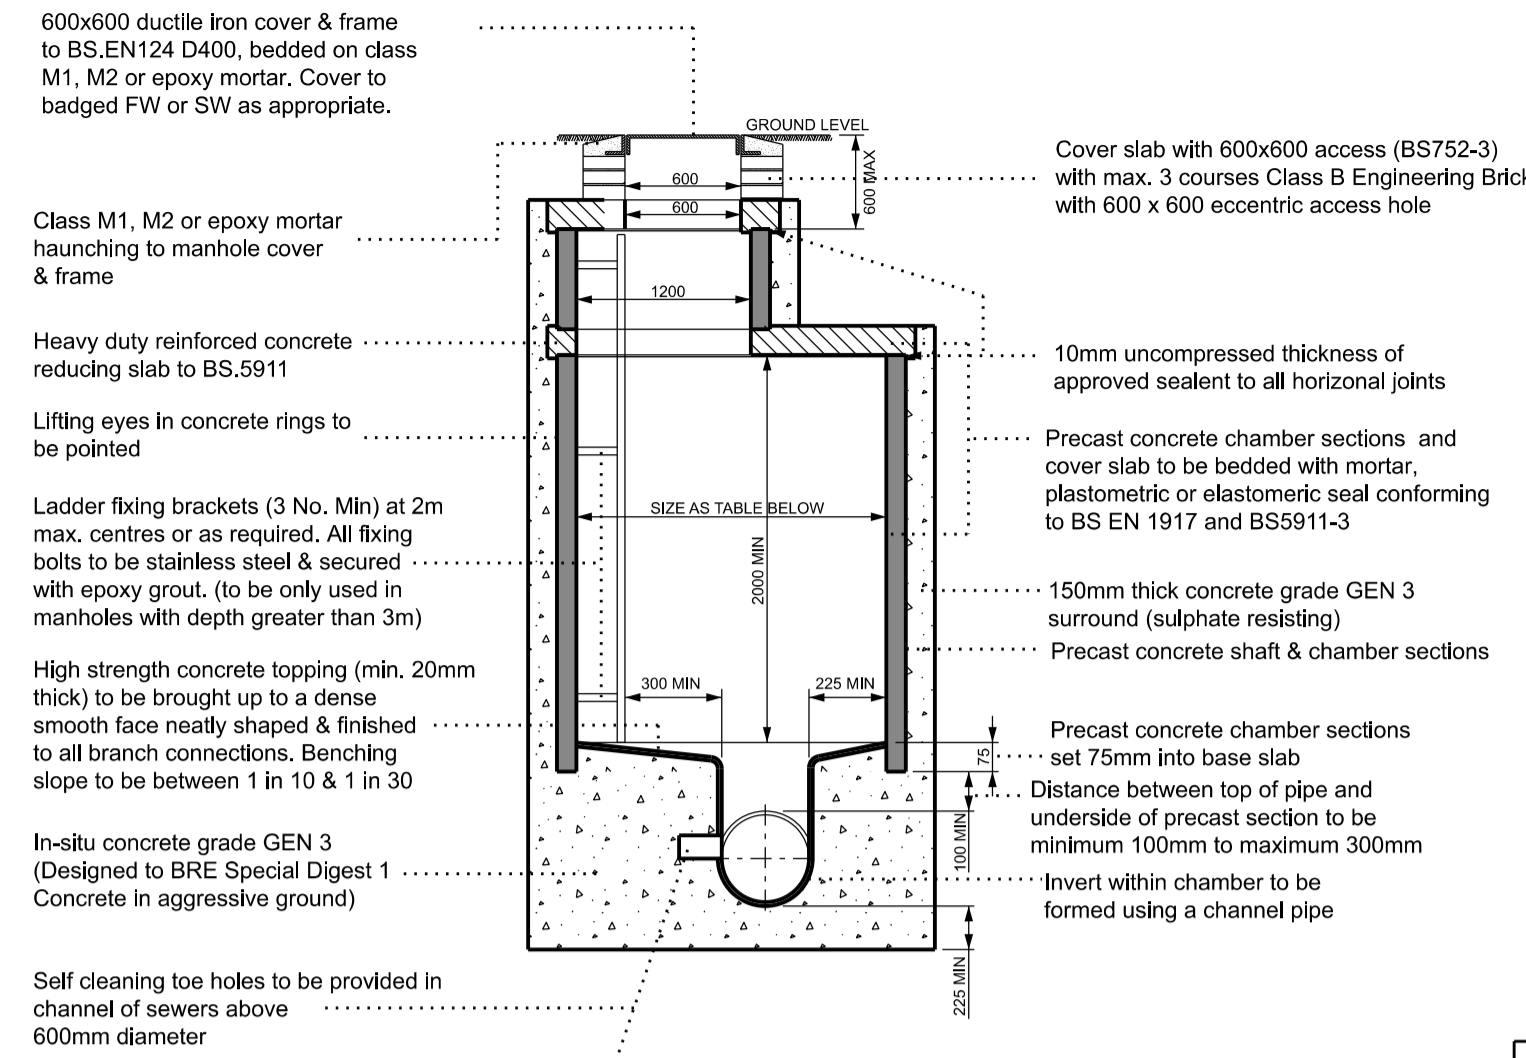 600x600 ductile iron cover & frame
to BS.EN124 D400, bedded on class
M1, M2 or epoxy mortar. Cover to
badged FW or SW as appropriate.
Class M1, M2 or epoxy mortar
haunching to manhole cover
& frame
Heavy duty reinforced concrete
reducing slab to BS.5911
Lifting eyes in concrete rings to
be pointed
Ladder fixing brackets (3 No. Min) at 2m
max. centres or as required. All fixing
bolts to be stainless steel & secured
with epoxy grout. (to be only used in
manholes with depth greater than 3m)
High strength concrete topping (min. 20mm
thick) to be brought up to a dense
smooth face neatly shaped & finished
to all branch connections. Benching
slope to be between 1 in 10 & 1 in 30
In-situ concrete grade GEN 3
(Designed to BRE Special Digest 1
Concrete in aggressive ground)
Self cleaning toe holes to be provided in
channel of sewers above
600mm diameter
GROUND LEVEL
600
600
600 MAX
1200
SIZE AS TABLE BELOW
2000 MIN
300 MIN
225 MIN
75
100 MIN
225 MIN
Cover slab with 600x600 access (BS752-3)
with max. 3 courses Class B Engineering Brick
with 600 x 600 eccentric access hole
10mm uncompressed thickness of
approved sealent to all horizonal joints
Precast concrete chamber sections and
cover slab to be bedded with mortar,
plastometric or elastomeric seal conforming
to BS EN 1917 and BS5911-3
150mm thick concrete grade GEN 3
surround (sulphate resisting)
Precast concrete shaft & chamber sections
Precast concrete chamber sections
set 75mm into base slab
Distance between top of pipe and
underside of precast section to be
minimum 100mm to maximum 300mm
Invert within chamber to be
formed using a channel pipe